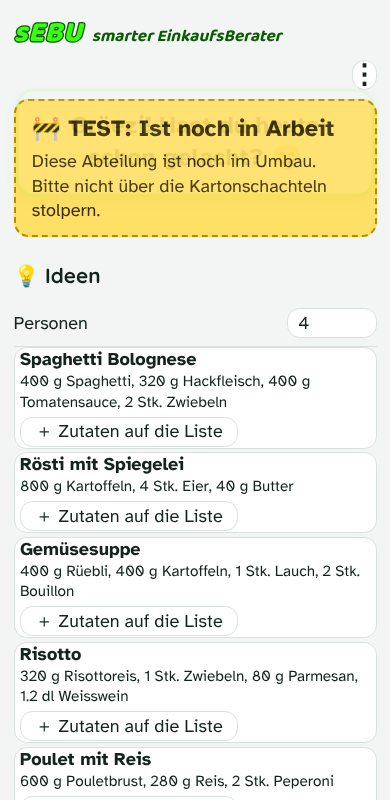 sEBU smarter EinkaufsBerater
🚧 TEST: Ist noch in Arbeit
Diese Abteilung ist noch im Umbau.
Bitte nicht über die Kartonschachteln
stolpern.
💡 Ideen
Personen 4
Spaghetti Bolognese
400 g Spaghetti, 320 g Hackfleisch, 400 g
Tomatensauce, 2 Stk. Zwiebeln
+ Zutaten auf die Liste
Rösti mit Spiegelei
800 g Kartoffeln, 4 Stk. Eier, 40 g Butter
+ Zutaten auf die Liste
Gemüsesuppe
400 g Rüebli, 400 g Kartoffeln, 1 Stk. Lauch, 2 Stk.
Bouillon
+ Zutaten auf die Liste
Risotto
320 g Risottoreis, 1 Stk. Zwiebeln, 80 g Parmesan,
1.2 dl Weisswein
+ Zutaten auf die Liste
Poulet mit Reis
600 g Pouletbrust, 280 g Reis, 2 Stk. Peperoni